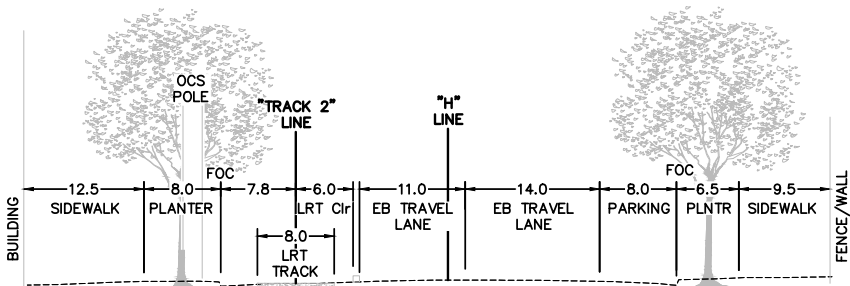 OCS
POLE
"TRACK 2"
LINE
"H"
LINE
FOC
FOC
12.5
8.0
7.8
6.0
11.0
14.0
8.0
6.5
9.5
SIDEWALK
PLANTER
LRT Clr
EB TRAVEL
LANE
EB TRAVEL
LANE
PARKING
PLNTR
SIDEWALK
8.0
LRT
TRACK
BUILDING
FENCE/WALL